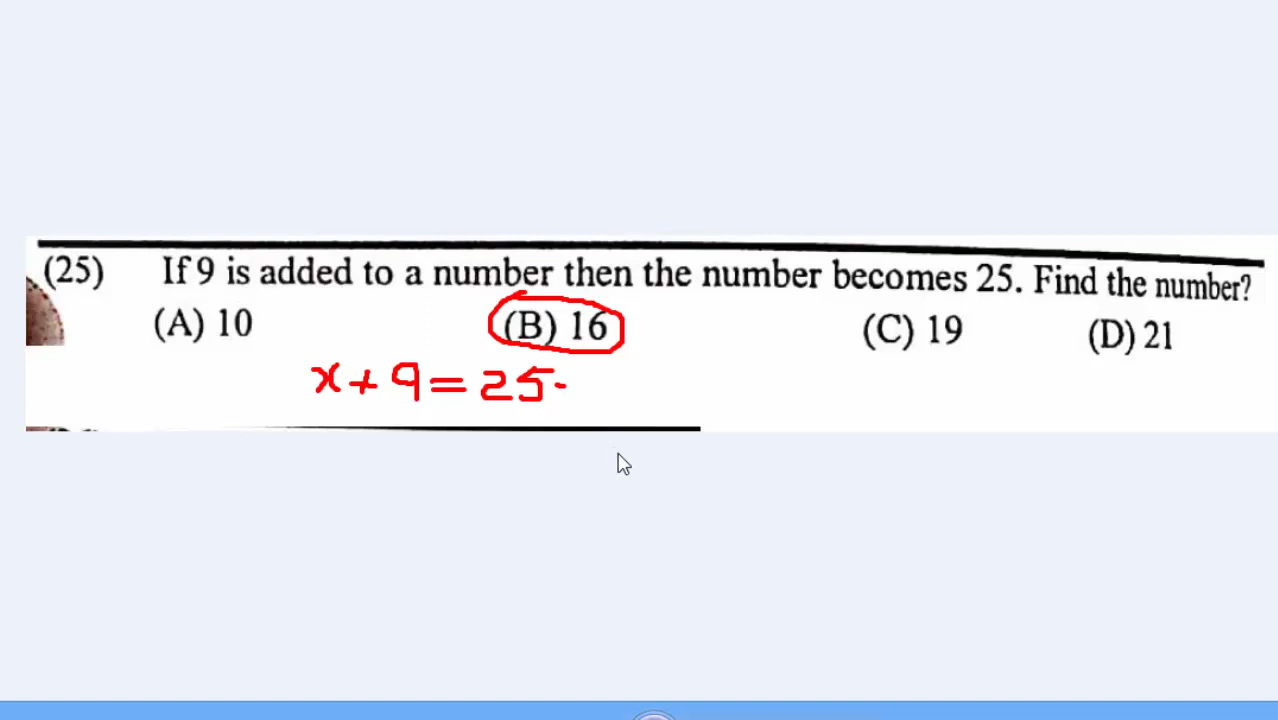 (25) If 9 is added to a number then the number becomes 25. Find the number?
(A) 10 (B) 16 (C) 19 (D) 21
x + 9 = 25-